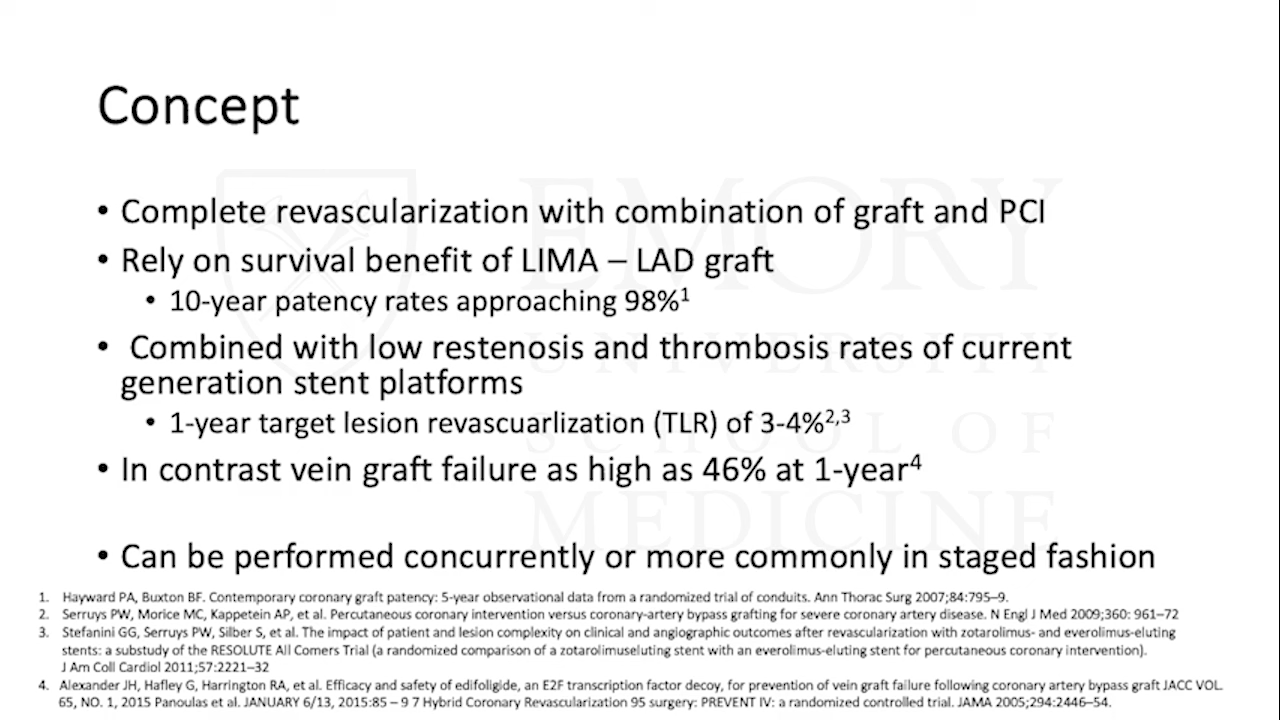 Concept
• Complete revascularization with combination of graft and PCI
• Rely on survival benefit of LIMA – LAD graft
• 10-year patency rates approaching 98%1
• Combined with low restenosis and thrombosis rates of current
generation stent platforms
• 1-year target lesion revascuarlization (TLR) of 3-4%2,3
• In contrast vein graft failure as high as 46% at 1-year4
• Can be performed concurrently or more commonly in staged fashion
1. Hayward PA, Buxton BF. Contemporary coronary graft patency: 5-year observational data from a randomized trial of conduits. Ann Thorac Surg 2007;84:795–9.
2. Serruys PW, Morice MC, Kappetein AP, et al. Percutaneous coronary intervention versus coronary-artery bypass grafting for severe coronary artery disease. N Engl J Med 2009;360: 961–72
3. Stefanini GG, Serruys PW, Silber S, et al. The impact of patient and lesion complexity on clinical and angiographic outcomes after revascularization with zotarolimus- and everolimus-eluting
stents: a substudy of the RESOLUTE All Comers Trial (a randomized comparison of a zotarolimuseluting stent with an everolimus-eluting stent for percutaneous coronary intervention).
J Am Coll Cardiol 2011;57:2221–32
4. Alexander JH, Hafley G, Harrington RA, et al. Efficacy and safety of edifoligide, an E2F transcription factor decoy, for prevention of vein graft failure following coronary artery bypass graft JACC VOL.
65, NO. 1, 2015 Panoulas et al. JANUARY 6/13, 2015:85 – 9 7 Hybrid Coronary Revascularization 95 surgery: PREVENT IV: a randomized controlled trial. JAMA 2005;294:2446–54.
EMORY
UNIVERSITY
SCHOOL OF
MEDICINE